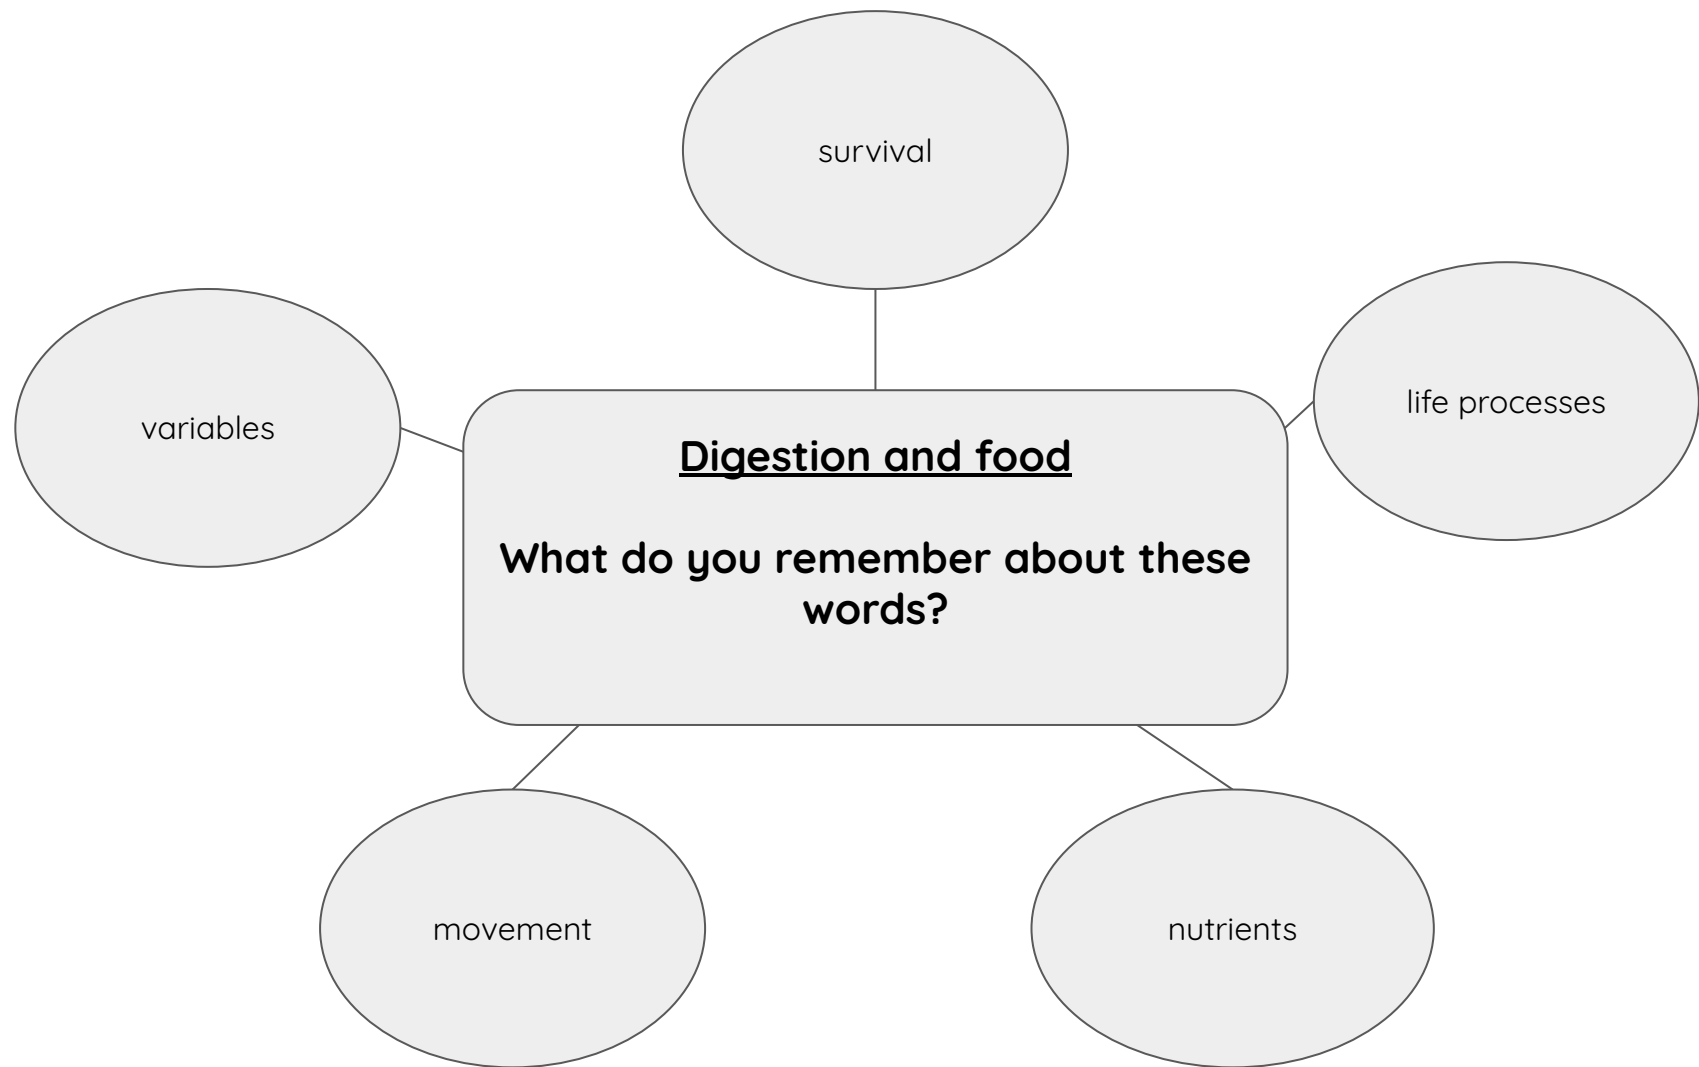 survival
life processes
variables
Digestion and food
What do you remember about these
words?
movement
nutrients